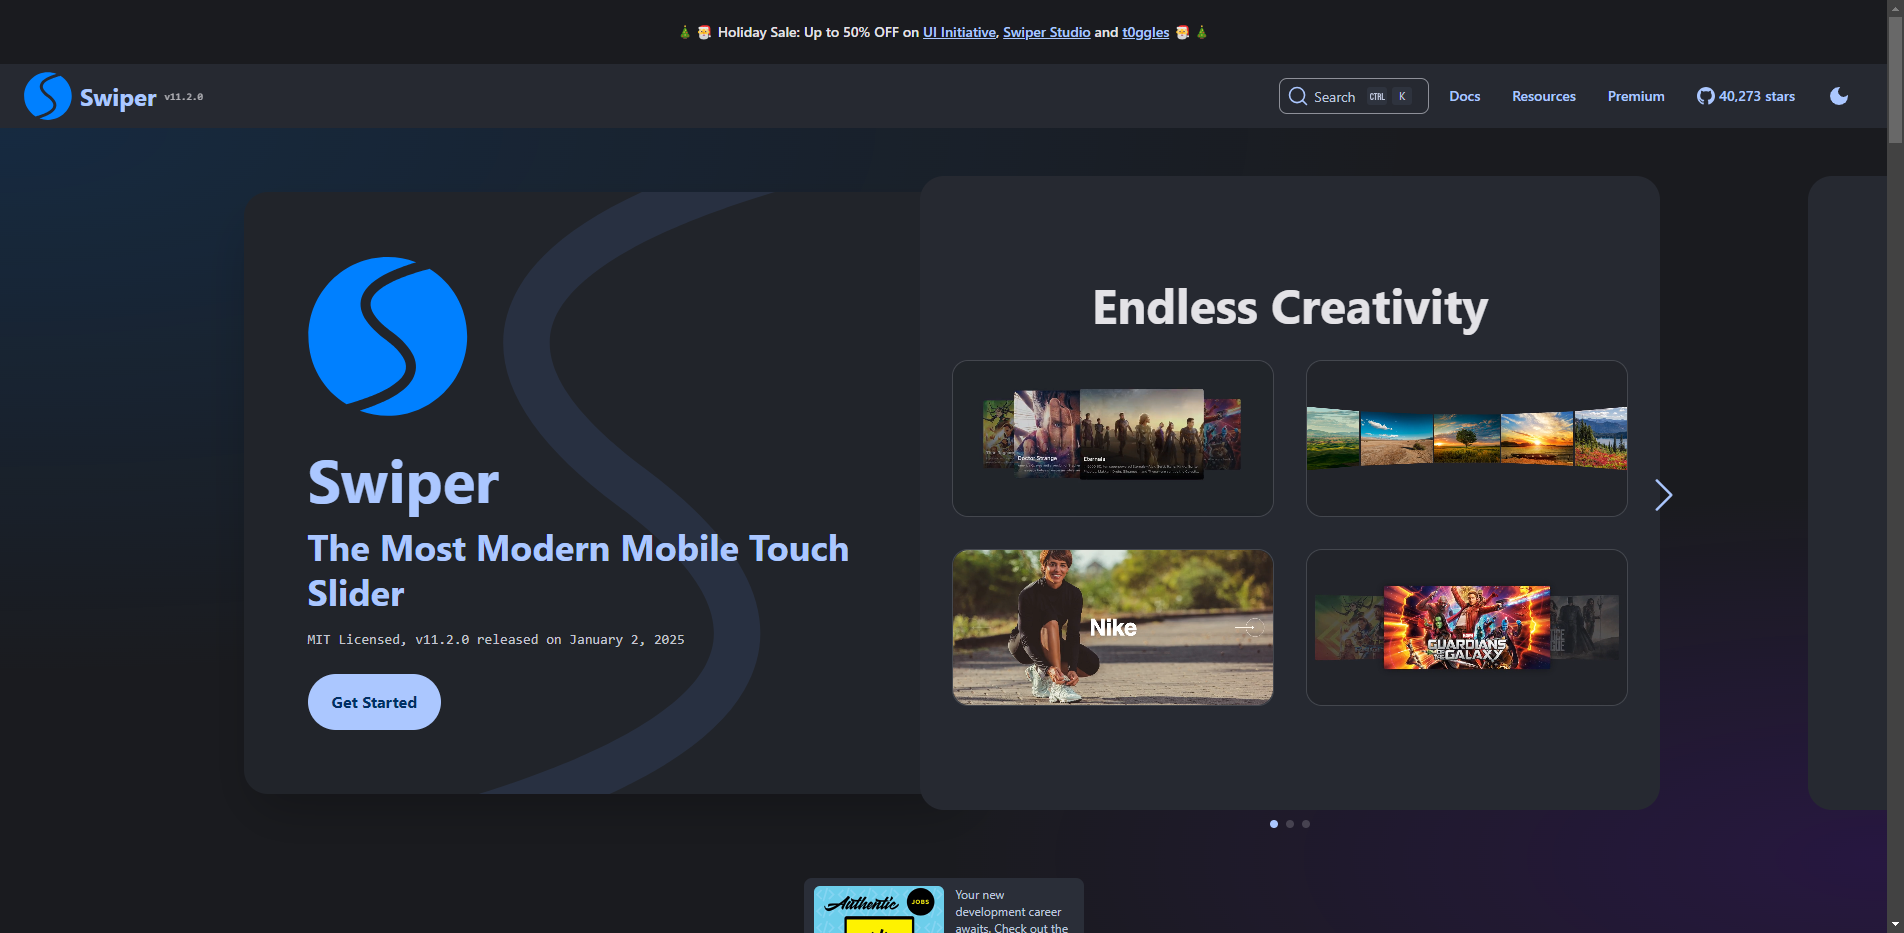 🎄 🎅 Holiday Sale: Up to 50% OFF on UI Initiative, Swiper Studio and t0ggles 🎅 🎄
Swiper v11.2.0
Search CTRL K
Docs
Resources
Premium
40,273 stars
Swiper
The Most Modern Mobile Touch
Slider
MIT Licensed, v11.2.0 released on January 2, 2025
Get Started
Endless Creativity
Doctor Strange
Eternals
Nike
GUARDIANS
OF THE GALAXY
Authentic
JOBS
Your new
development career
awaits. Check out the